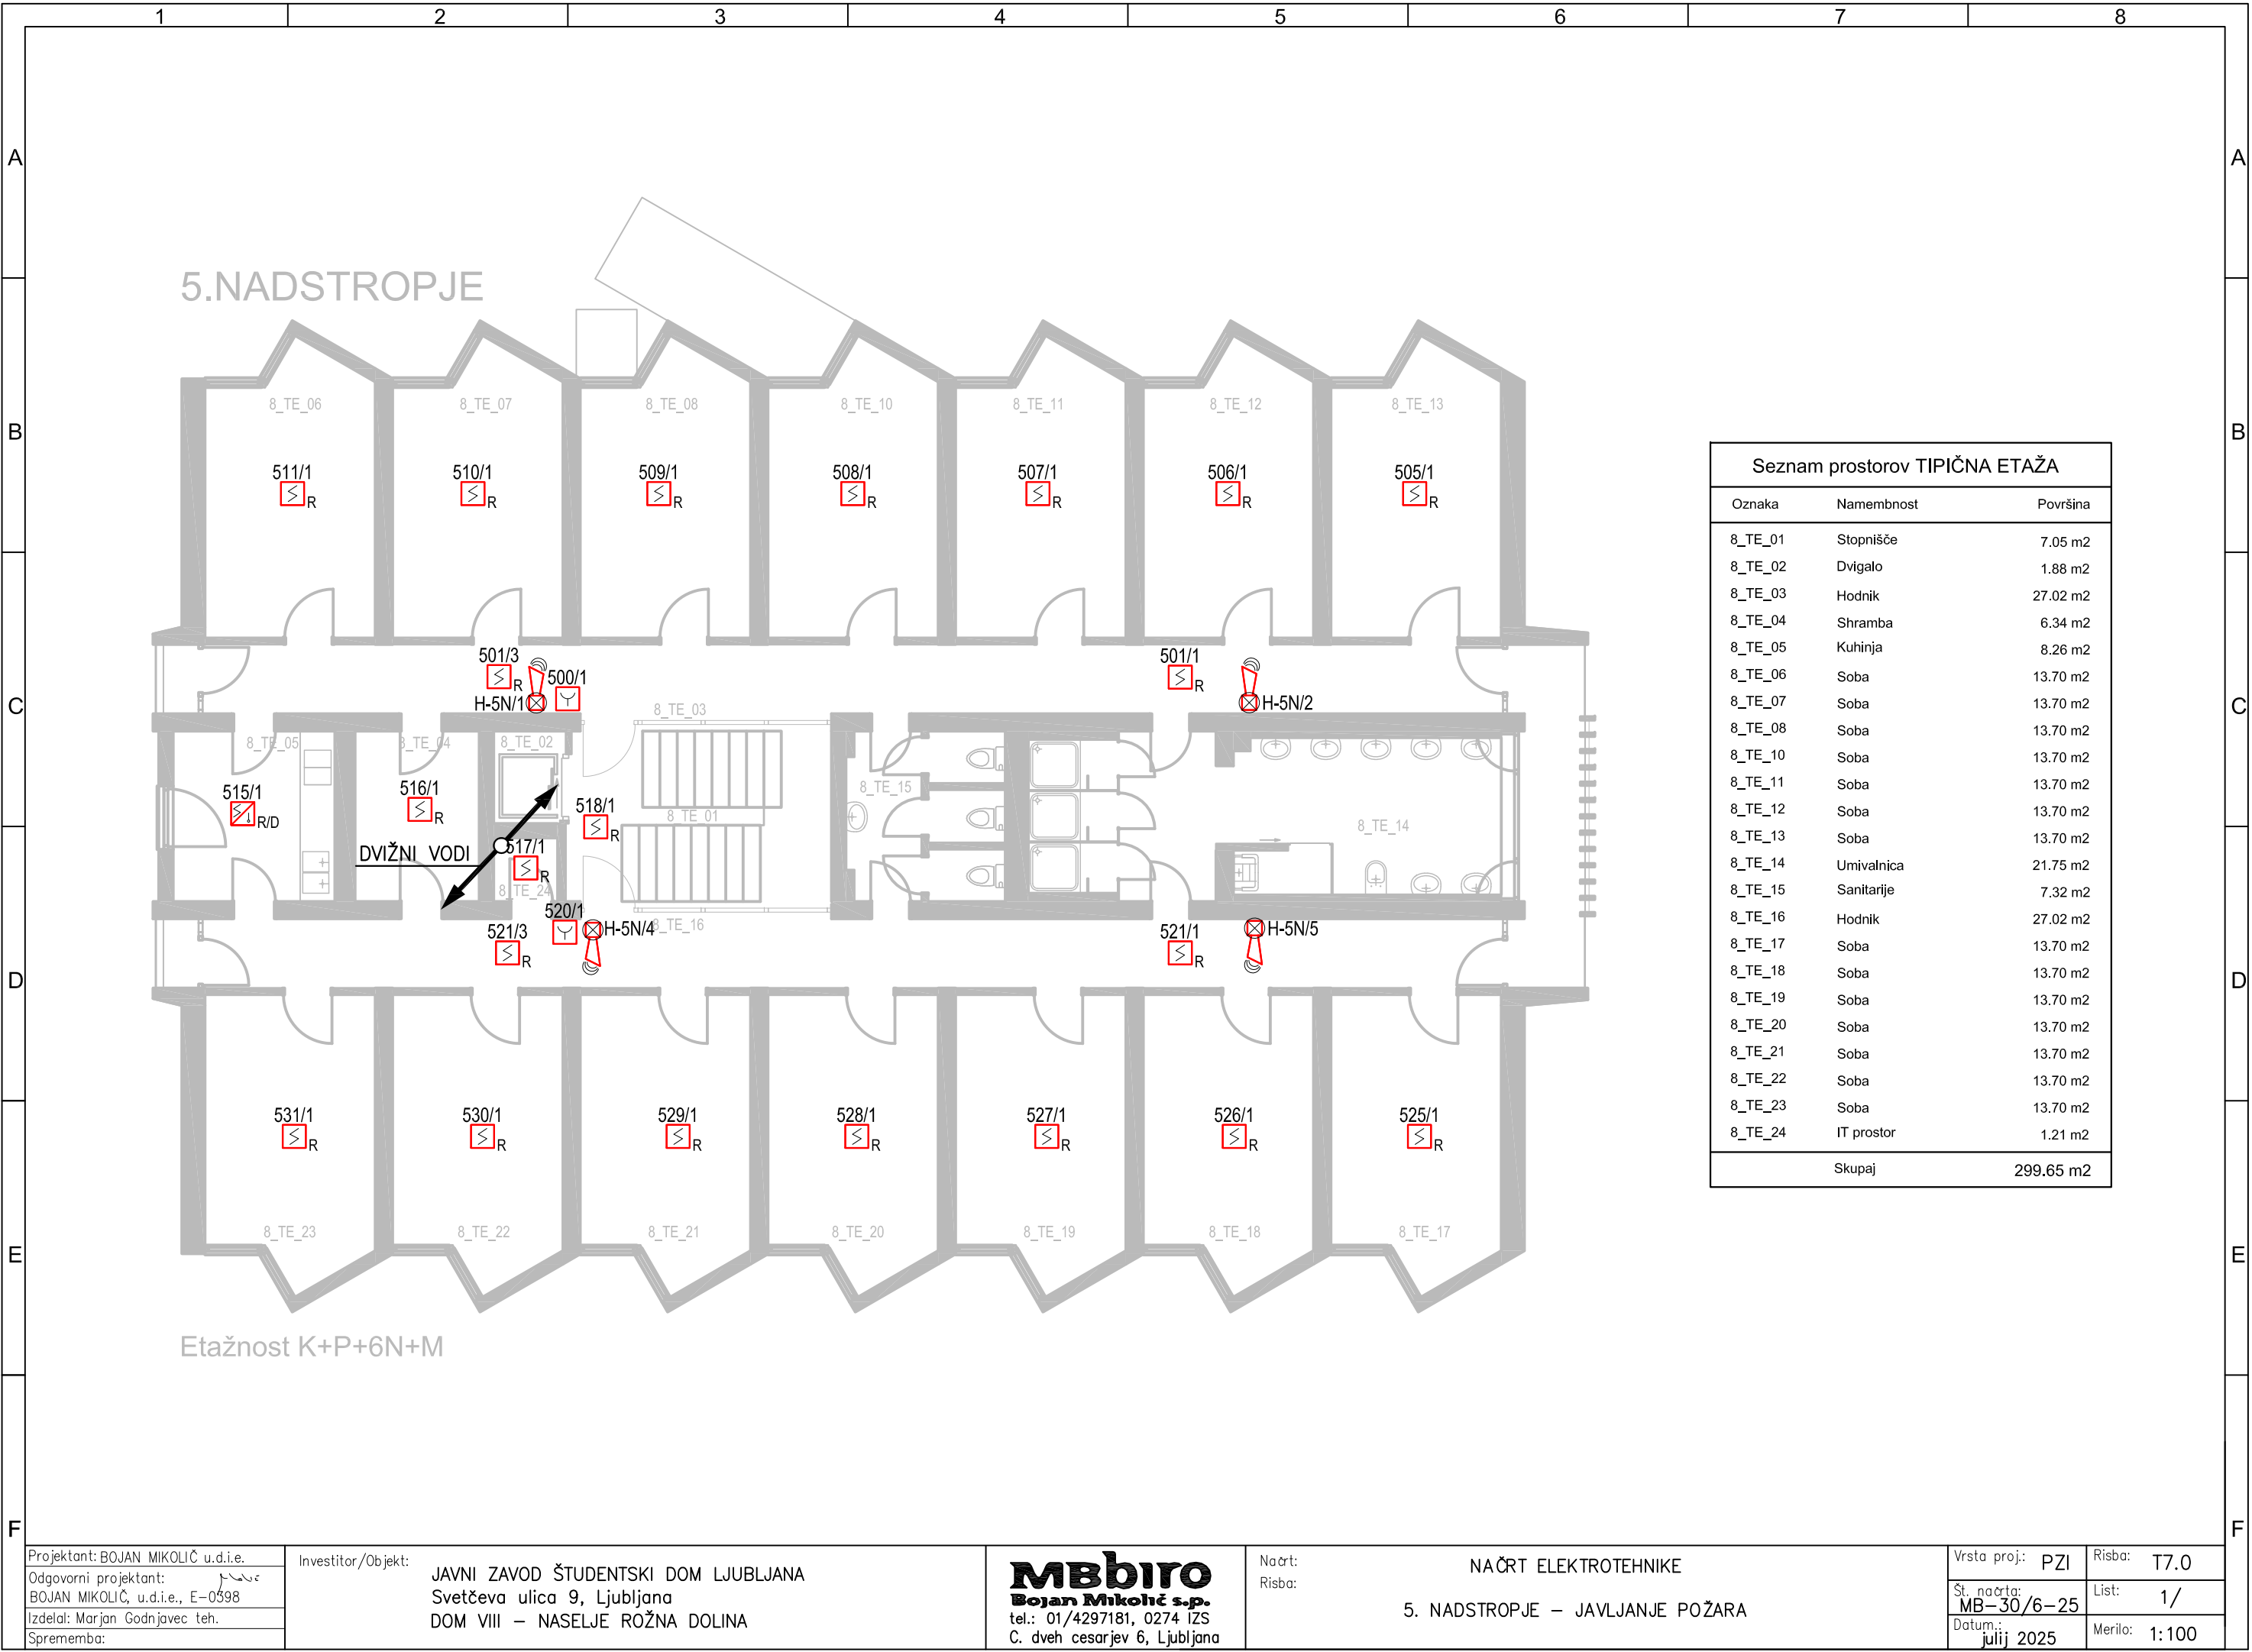 1 2 3 4 5 6 7 8
A A
5.NADSTROPJE
B B
8_TE_06 8_TE_07 8_TE_08 8_TE_10 8_TE_11 8_TE_12 8_TE_13
511/1 510/1 509/1 508/1 507/1 506/1 505/1
R R R R R R R
501/3 501/1
R 500/1 R
H-5N/1 H-5N/2
C C
8_TE_03
8_TE_05 8_TE_04 8_TE_02
515/1 516/1 8_TE_15
R/D R 518/1
R 8_TE_01 8_TE_14
DVIŽNI VODI 517/1
R
8_TE_24
520/1
H-5N/4 8_TE_16 H-5N/5
521/3 521/1
R R
D D
531/1 530/1 529/1 528/1 527/1 526/1 525/1
R R R R R R R
8_TE_23 8_TE_22 8_TE_21 8_TE_20 8_TE_19 8_TE_18 8_TE_17
E E
Etažnost K+P+6N+M
F F
Seznam prostorov TIPIČNA ETAŽA
Oznaka Namembnost Površina
8_TE_01 Stopnišče 7.05 m2
8_TE_02 Dvigalo 1.88 m2
8_TE_03 Hodnik 27.02 m2
8_TE_04 Shramba 6.34 m2
8_TE_05 Kuhinja 8.26 m2
8_TE_06 Soba 13.70 m2
8_TE_07 Soba 13.70 m2
8_TE_08 Soba 13.70 m2
8_TE_10 Soba 13.70 m2
8_TE_11 Soba 13.70 m2
8_TE_12 Soba 13.70 m2
8_TE_13 Soba 13.70 m2
8_TE_14 Umivalnica 21.75 m2
8_TE_15 Sanitarije 7.32 m2
8_TE_16 Hodnik 27.02 m2
8_TE_17 Soba 13.70 m2
8_TE_18 Soba 13.70 m2
8_TE_19 Soba 13.70 m2
8_TE_20 Soba 13.70 m2
8_TE_21 Soba 13.70 m2
8_TE_22 Soba 13.70 m2
8_TE_23 Soba 13.70 m2
8_TE_24 IT prostor 1.21 m2
Skupaj 299.65 m2
Projektant: BOJAN MIKOLIČ u.d.i.e.
Odgovorni projektant:
BOJAN MIKOLIČ, u.d.i.e., E-0598
Izdelal: Marjan Godnjavec teh.
Sprememba:
Investitor/Objekt:
JAVNI ZAVOD ŠTUDENTSKI DOM LJUBLJANA
Svetčeva ulica 9, Ljubljana
DOM VIII – NASELJE ROŽNA DOLINA
MBbiro
Bojan Mikolič s.p.
tel.: 01/4297181, 0274 IZS
C. dveh cesarjev 6, Ljubljana
Načrt: NAČRT ELEKTROTEHNIKE
Risba:
5. NADSTROPJE – JAVLJANJE POŽARA
Vrsta proj.: PZI
Št. načrta: MB-30/6-25
Datum.: julij 2025
Risba: T7.0
List: 1/
Merilo: 1:100